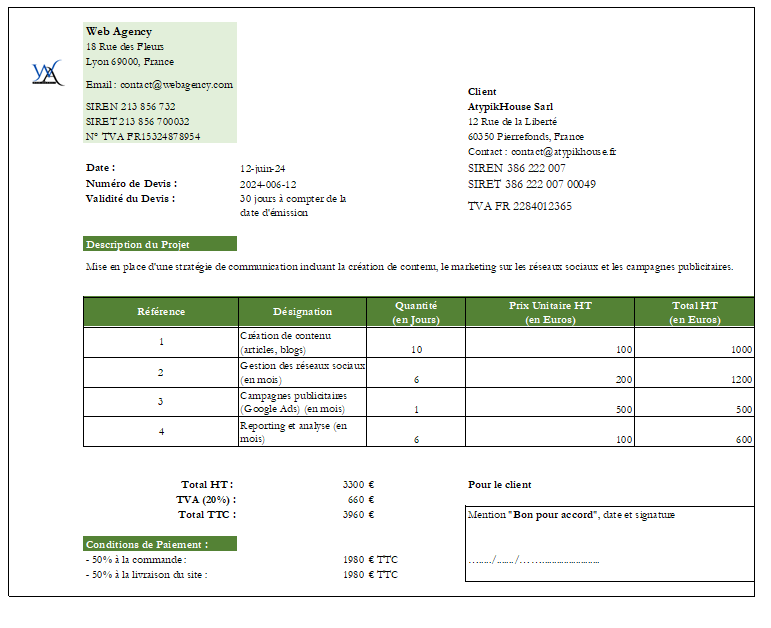 WA
Web Agency
18 Rue des Fleurs
Lyon 69000, France
Email : contact@webagency.com
SIREN 213 856 732
SIRET 213 856 700032
N° TVA FR15324878954
Client
AtypikHouse Sarl
12 Rue de la Liberté
60350 Pierrefonds, France
Contact : contact@atypikhouse.fr
SIREN 386 222 007
SIRET 386 222 007 00049
TVA FR 2284012365
Date : 12-juin-24
Numéro de Devis : 2024-006-12
Validité du Devis : 30 jours à compter de la
date d'émission
Description du Projet
Mise en place d'une stratégie de communication incluant la création de contenu, le marketing sur les réseaux sociaux et les campagnes publicitaires.
Référence Désignation Quantité (en Jours) Prix Unitaire HT (en Euros) Total HT (en Euros)
1 Création de contenu (articles, blogs) 10 100 1000
2 Gestion des réseaux sociaux (en mois) 6 200 1200
3 Campagnes publicitaires (Google Ads) (en mois) 1 500 500
4 Reporting et analyse (en mois) 6 100 600
Total HT : 3300 €
TVA (20%) : 660 €
Total TTC : 3960 €
Pour le client
Mention "Bon pour accord", date et signature
......./......./...........................
Conditions de Paiement :
- 50% à la commande : 1980 € TTC
- 50% à la livraison du site : 1980 € TTC